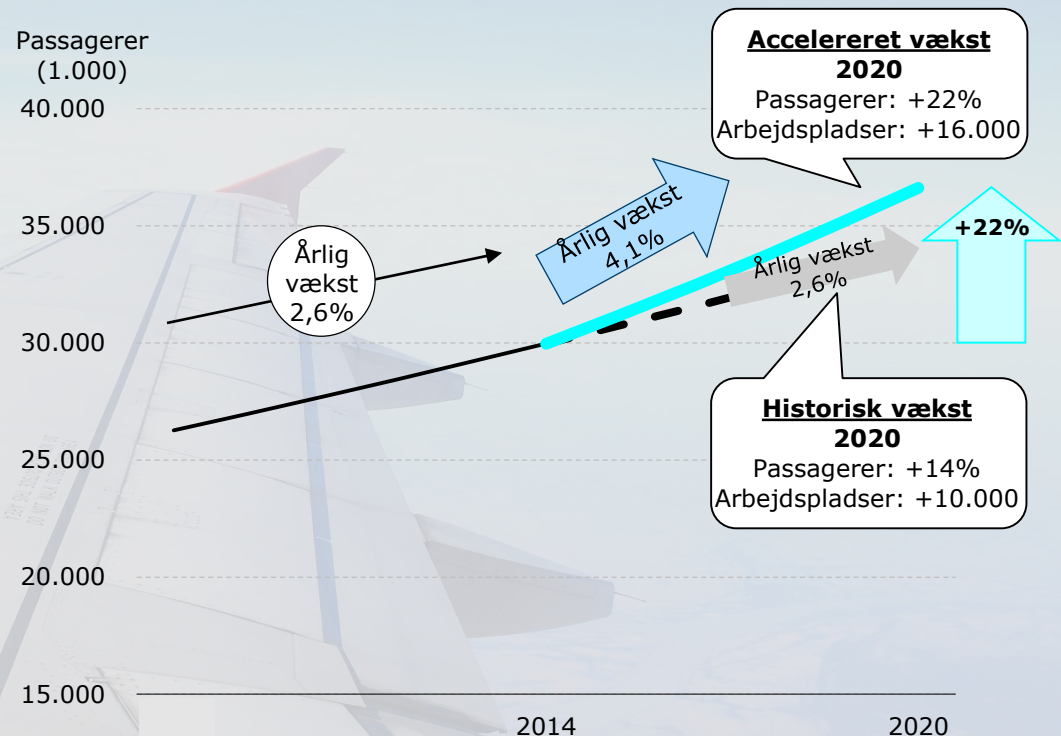 Passagerer
(1.000)
40.000
35.000
30.000
25.000
20.000
15.000
2014
2020
Årlig
vækst
2,6%
Årlig vækst
4,1%
Årlig vækst
2,6%
Accelereret vækst
2020
Passagerer: +22%
Arbejdspladser: +16.000
+22%
Historisk vækst
2020
Passagerer: +14%
Arbejdspladser: +10.000